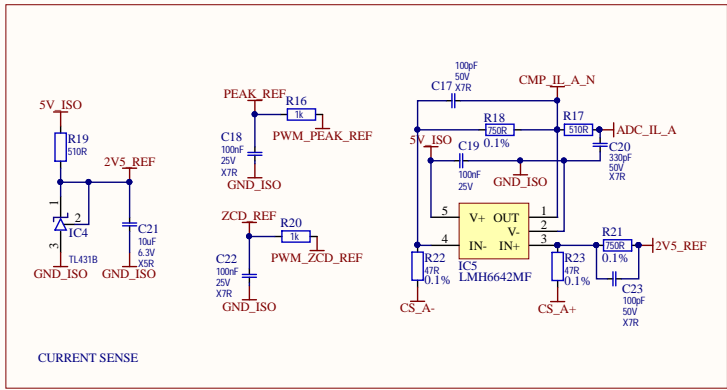 5V_ISO
R19
510R
2V5_REF
1
2
IC4
3
TL431B
GND_ISO
C21
10uF
6.3V
X5R
GND_ISO
PEAK_REF
R16
1k
PWM_PEAK_REF
C18
100nF
25V
X7R
GND_ISO
ZCD_REF
R20
1k
PWM_ZCD_REF
C22
100nF
25V
X7R
GND_ISO
100pF
50V
X7R
C17
CMP_IL_A_N
R18
750R
0.1%
R17
510R
ADC_IL_A
5V_ISO
C19
100nF
25V
GND_ISO
C20
330pF
50V
X7R
5
V+
OUT
1
V-
2
4
IN-
IN+
3
IC5
LMH6642MF
R21
750R
0.1%
2V5_REF
R22
47R
0.1%
CS_A-
R23
47R
0.1%
CS_A+
C23
100pF
50V
X7R
CURRENT SENSE